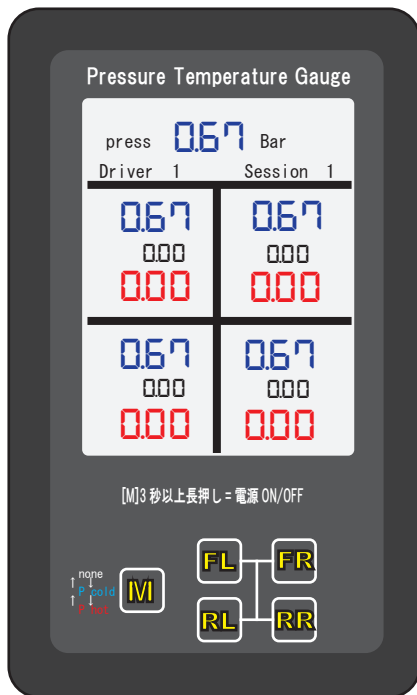 Pressure Temperature Gauge
press 0.67 Bar
Driver 1 Session 1
0.67 0.67
0.00 0.00
0.00 0.00
0.67 0.67
0.00 0.00
0.00 0.00
[M]3秒以上長押し=電源 ON/OFF
FL FR
none
↑ ↓
P cold M
↑ ↓
RL RR